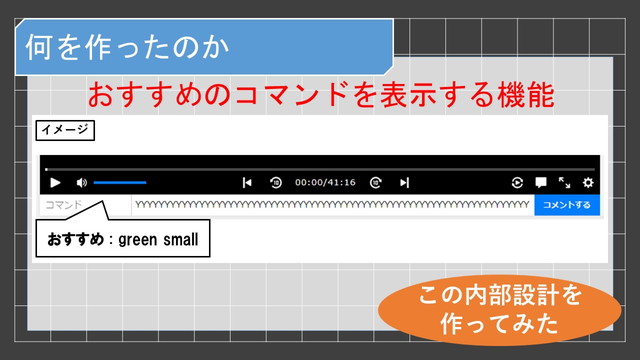 何を作ったのか
おすすめのコマンドを表示する機能
イメージ
10
00:00/41:16
10
コマンド
コメントする
おすすめ：green small
この内部設計を
作ってみた